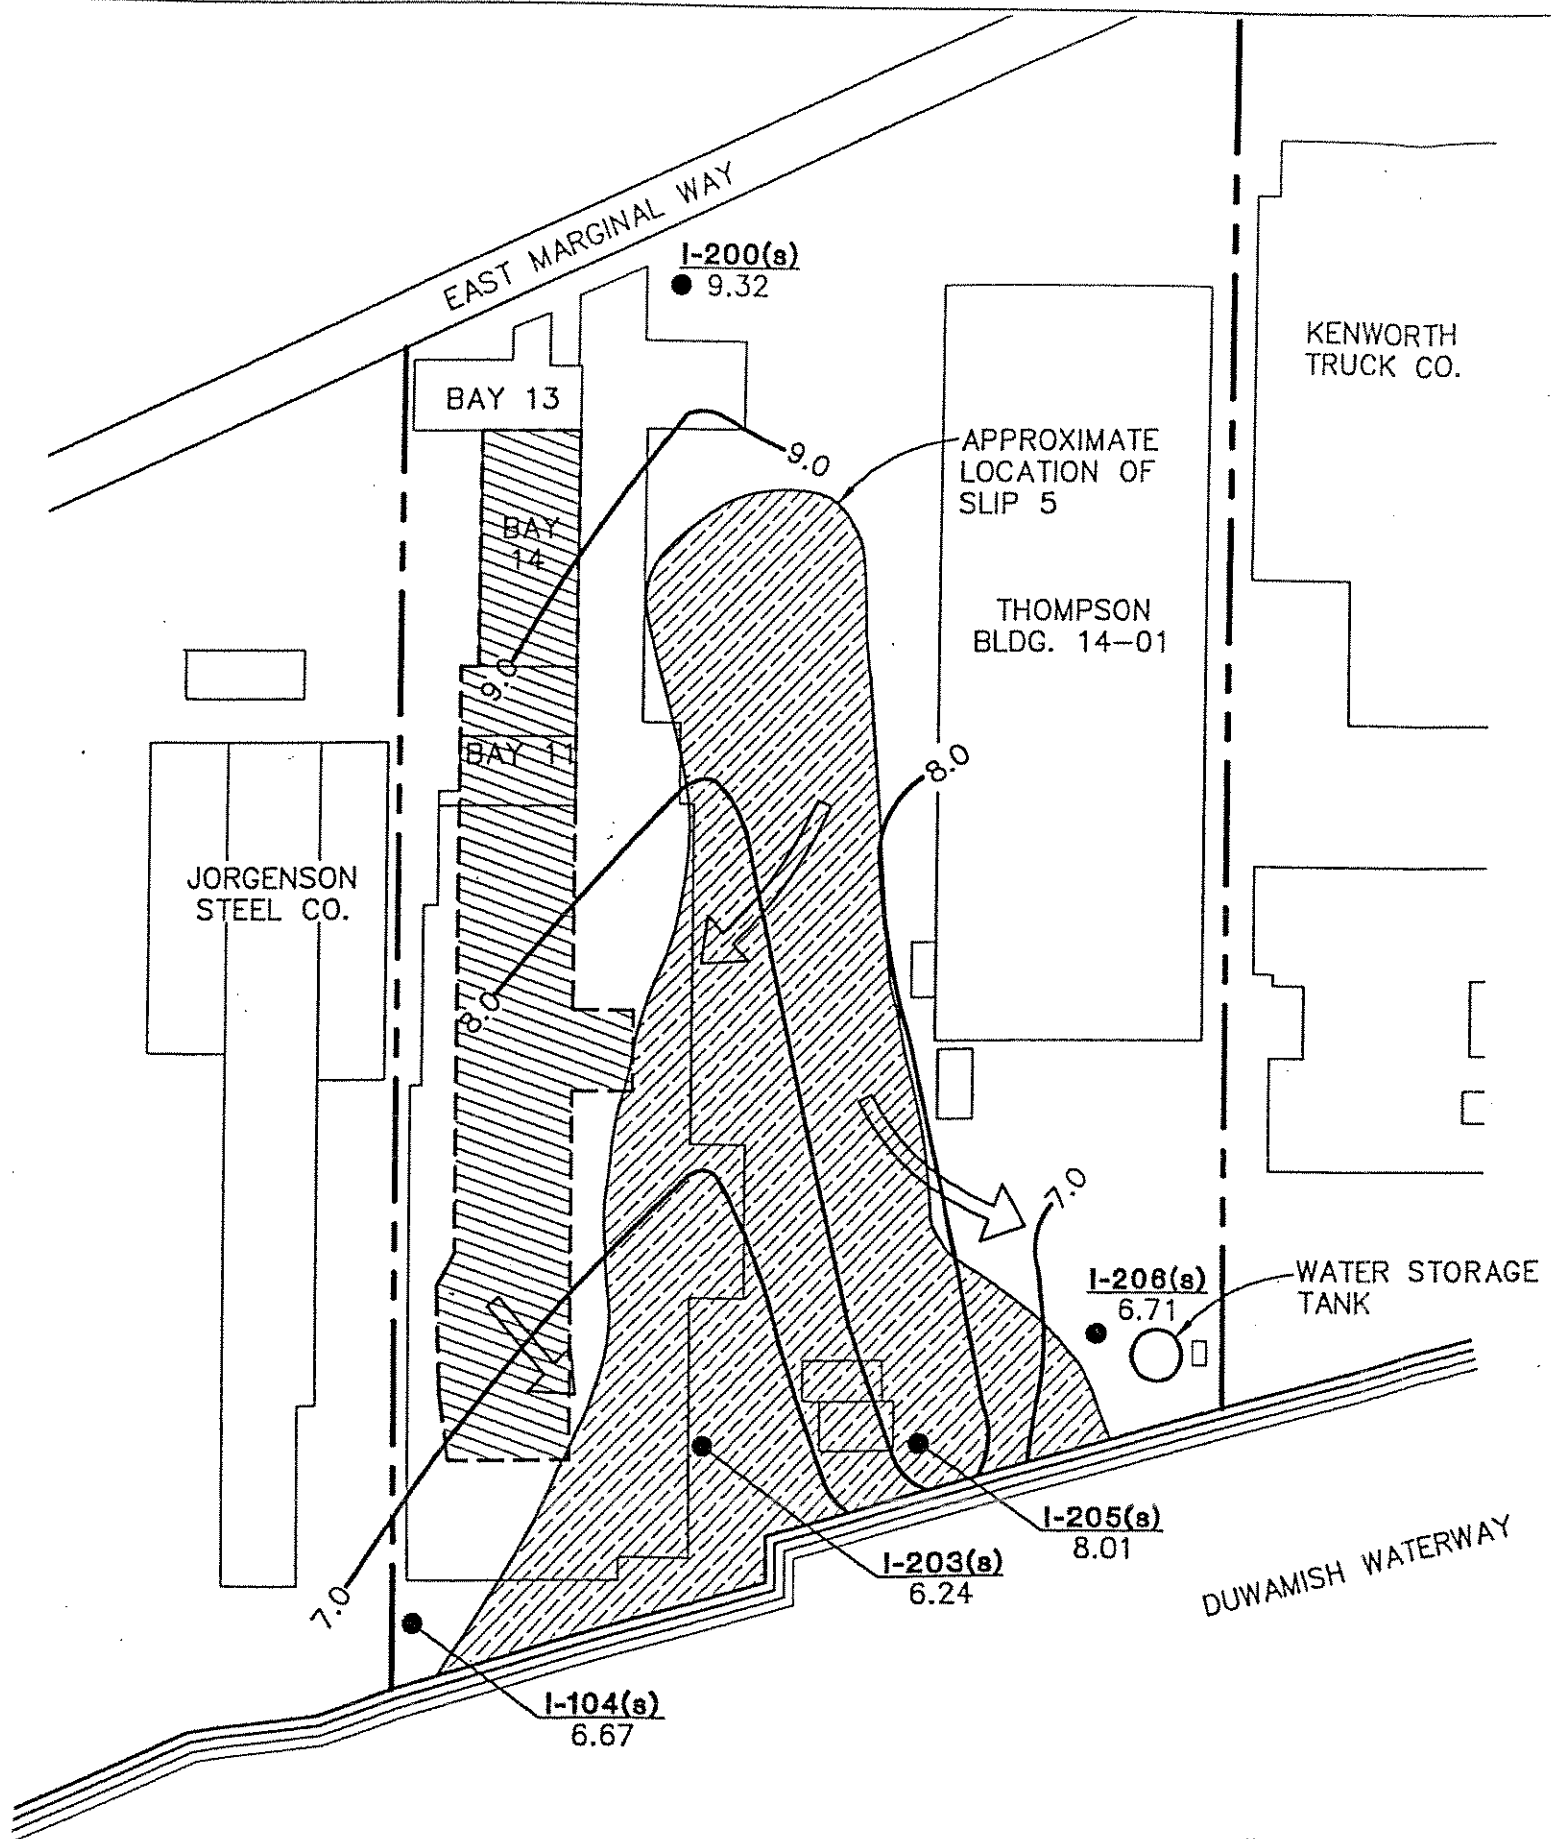 EAST MARGINAL WAY
I-200(s)
9.32
KENWORTH
TRUCK CO.
BAY 13
APPROXIMATE
LOCATION OF
SLIP 5
9.0
BAY
14
THOMPSON
BLDG. 14-01
9.0
BAY 11
8.0
JORGENSON
STEEL CO.
8.0
7.0
I-206(s)
6.71
WATER STORAGE
TANK
I-205(s)
8.01
I-203(s)
6.24
DUWAMISH WATERWAY
7.0
I-104(s)
6.67